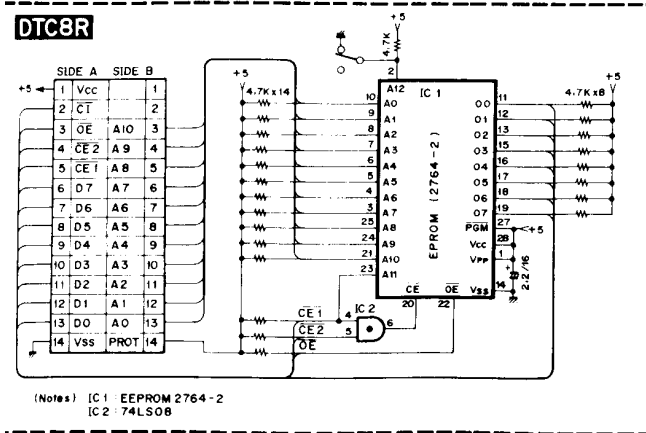 DTC8R
SIDE A SIDE B
1 Vcc 1
2 CI 2
3 OE A10 3
4 CE2 A9 4
5 CE1 A8 5
6 D7 A7 6
7 D6 A6 7
8 D5 A5 8
9 D4 A4 9
10 D3 A3 10
11 D2 A2 11
12 D1 A1 12
13 D0 A0 13
14 Vss PROT 14
+5
+5
4.7K x 14
+5
4.7K
2
A12
IC 1
EPROM (2764-2)
10 A0
9 A1
8 A2
7 A3
6 A4
5 A5
4 A6
3 A7
25 A8
24 A9
21 A10
23 A11
O0 11
O1 12
O2 13
O3 15
O4 16
O5 17
O6 18
O7 19
PGM 27
Vcc 28
VPP 1
Vss 14
CE OE
20 22
+5
4.7K x 8
+5
+
2.2/16
CE1 4
CE2 5
OE
IC 2
6
(Notes) IC1 : EEPROM 2764-2
IC2 : 74LS08